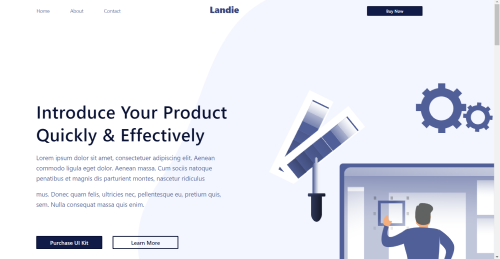 Home About Contact Landie Buy Now
Introduce Your Product
Quickly & Effectively
Lorem ipsum dolor sit amet, consectetuer adipiscing elit. Aenean
commodo ligula eget dolor. Aenean massa. Cum sociis natoque
penatibus et magnis dis parturient montes, nascetur ridiculus
mus. Donec quam felis, ultricies nec, pellentesque eu, pretium quis,
sem. Nulla consequat massa quis enim.
Purchase UI Kit Learn More